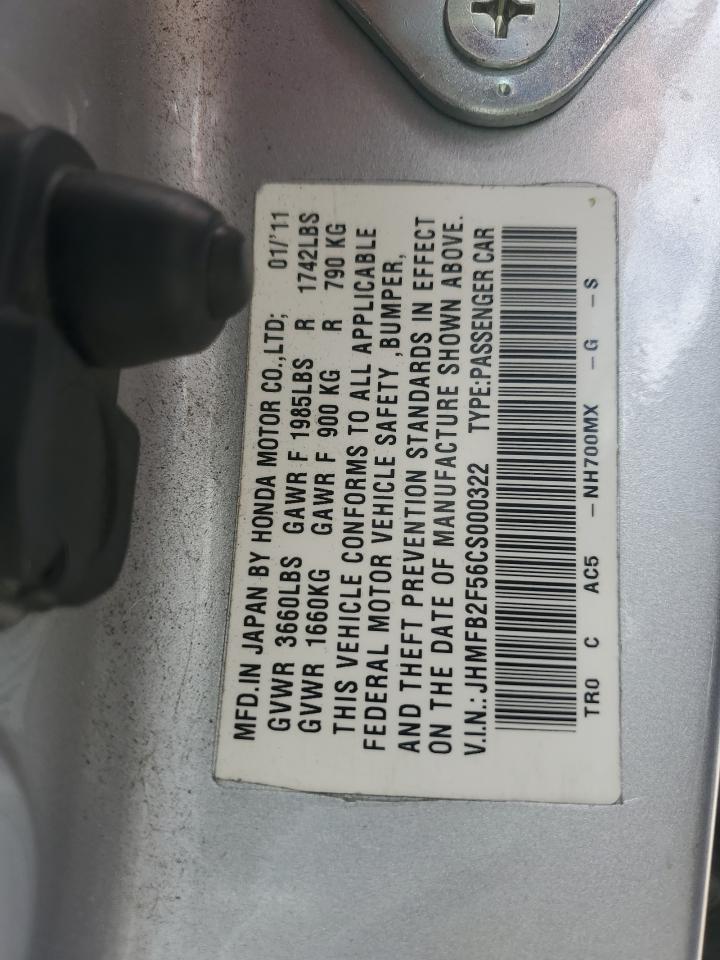 MFD.IN JAPAN BY HONDA MOTOR CO.,LTD; 01/'11
GVWR 3660LBS GAWR F 1985LBS R 1742LBS
GVWR 1660KG GAWR F 900 KG R 790 KG
THIS VEHICLE CONFORMS TO ALL APPLICABLE
FEDERAL MOTOR VEHICLE SAFETY ,BUMPER,
AND THEFT PREVENTION STANDARDS IN EFFECT
ON THE DATE OF MANUFACTURE SHOWN ABOVE.
V.I.N.: JHMFB2F56CS000322 TYPE:PASSENGER CAR
TR0 C AC5 -NH700MX -G -S